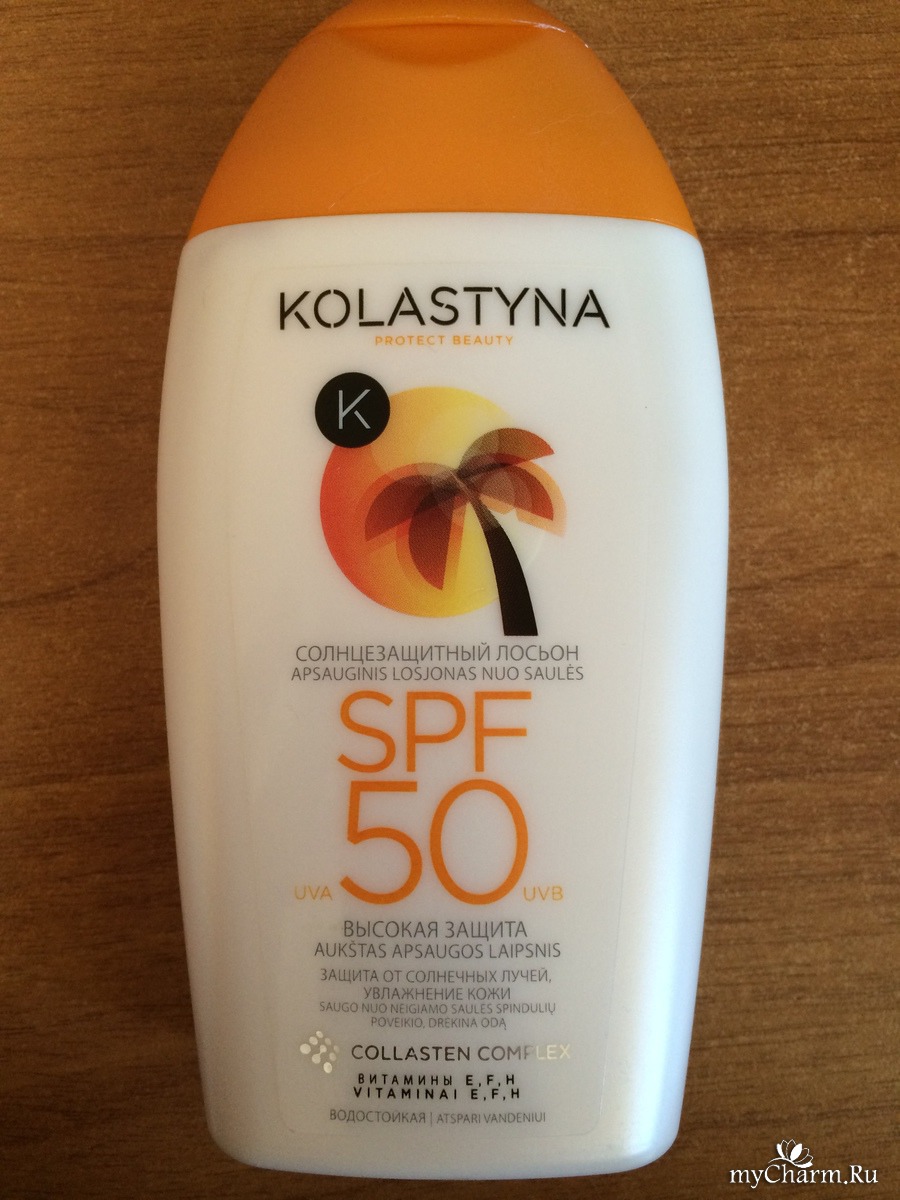 KOLASTYNA
PROTECT BEAUTY
K
СОЛНЦЕЗАЩИТНЫЙ ЛОСЬОН
APSAUGINIS LOSJONAS NUO SAULĖS
SPF
50
UVA
UVB
ВЫСОКАЯ ЗАЩИТА
AUKŠTAS APSAUGOS LAIPSNIS
ЗАЩИТА ОТ СОЛНЕЧНЫХ ЛУЧЕЙ,
УВЛАЖНЕНИЕ КОЖИ
SAUGO NUO NEIGIAMO SAULĖS SPINDULIŲ
POVEIKIO, DRĖKINA ODĄ
COLLASTEN COMPLEX
ВИТАМИНЫ E,F,H
VITAMINAI E,F,H
ВОДОСТОЙКАЯ | ATSPARI VANDENIUI
myCharm.Ru